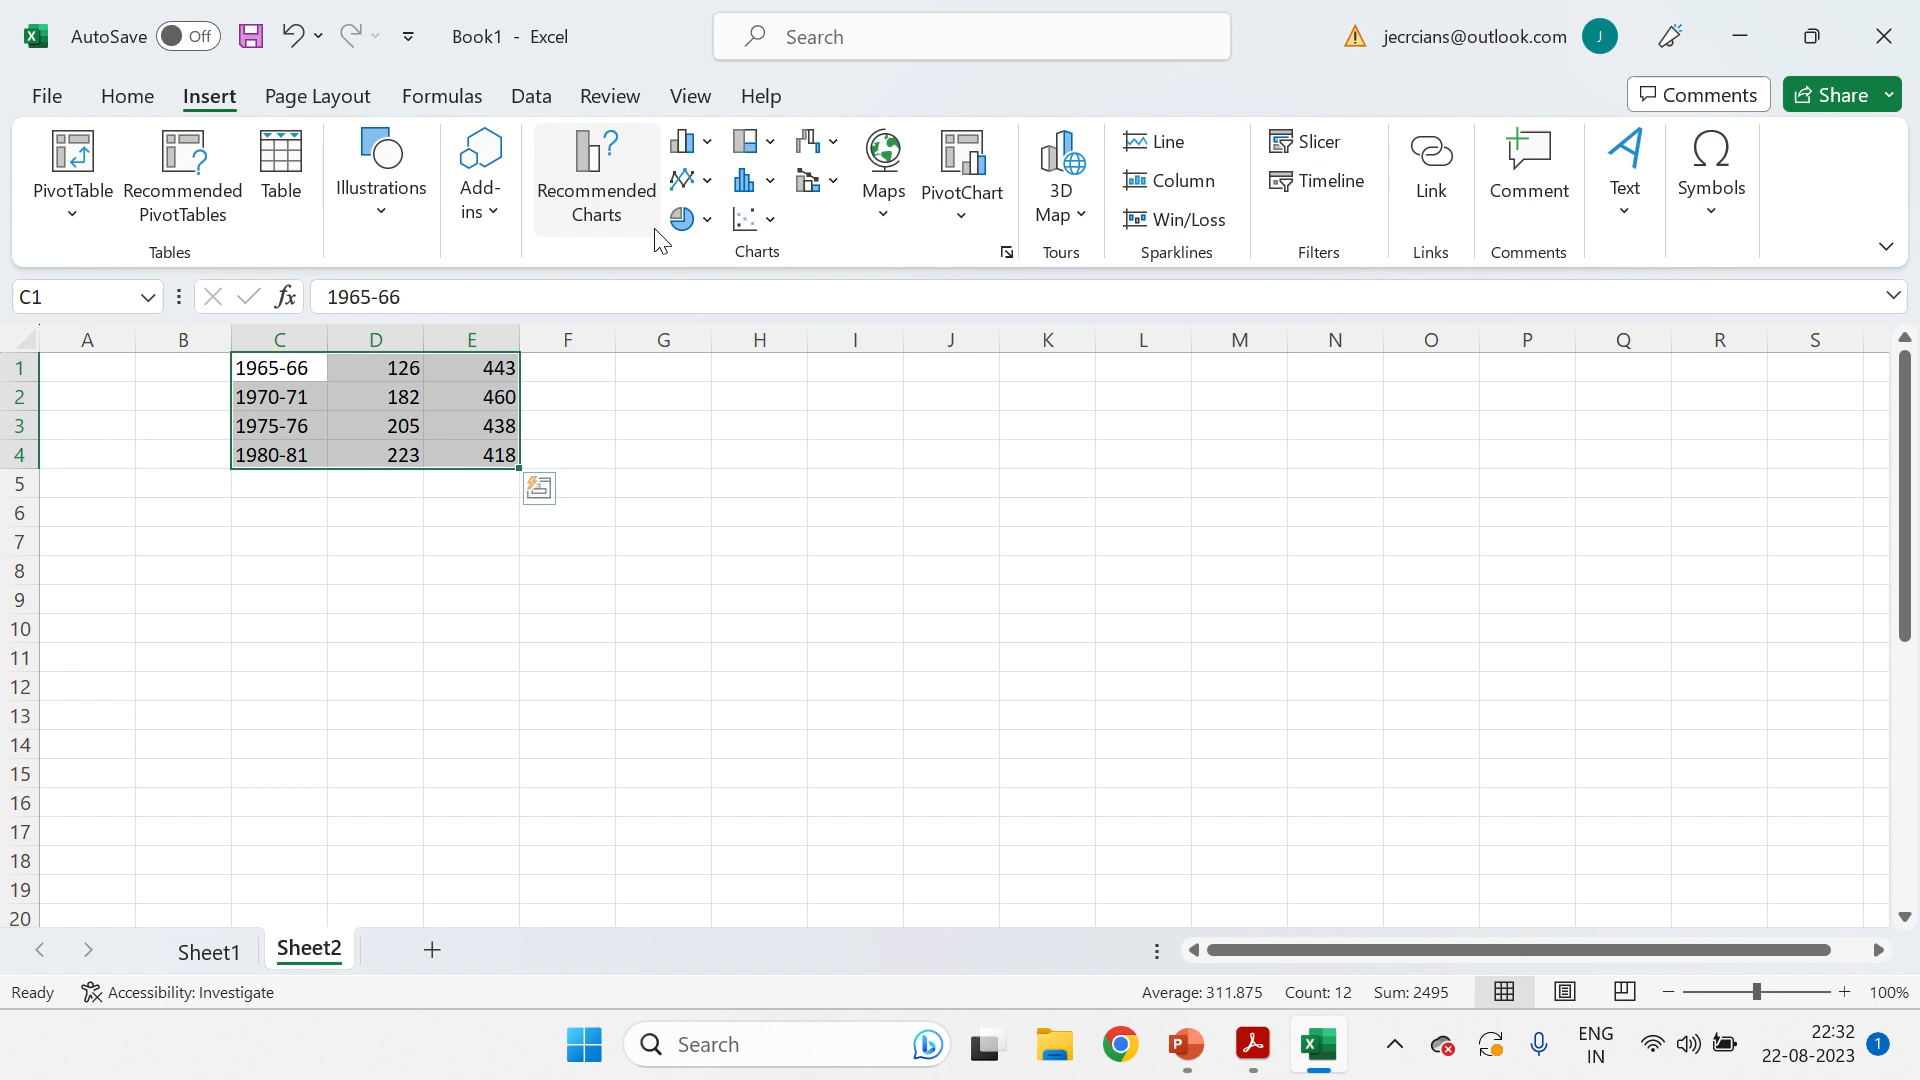 AutoSave Off Book1 - Excel Search jecrcians@outlook.com J
File Home Insert Page Layout Formulas Data Review View Help Comments Share
PivotTable Recommended PivotTables Table
Tables
Illustrations
Add-ins
Recommended Charts
Maps PivotChart
Charts
3D Map
Tours
Line
Column
Win/Loss
Sparklines
Slicer
Timeline
Filters
Link
Links
Comment
Comments
Text
Symbols
C1 fx 1965-66
A B C D E F G H I J K L M N O P Q R S
1 1965-66 126 443
2 1970-71 182 460
3 1975-76 205 438
4 1980-81 223 418
5
6
7
8
9
10
11
12
13
14
15
16
17
18
19
20
Sheet1 Sheet2 +
Ready Accessibility: Investigate Average: 311.875 Count: 12 Sum: 2495 100%
Search ENG IN 22:32 22-08-2023 1